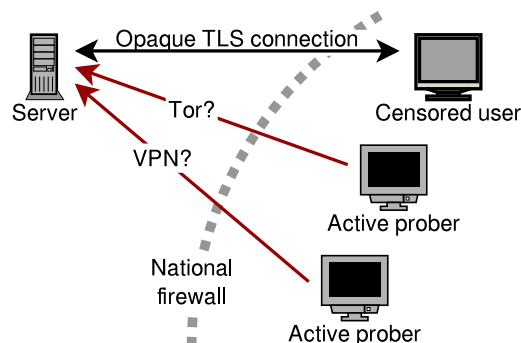 Opaque TLS connection
Server
Censored user
Tor?
VPN?
Active prober
National
firewall
Active prober